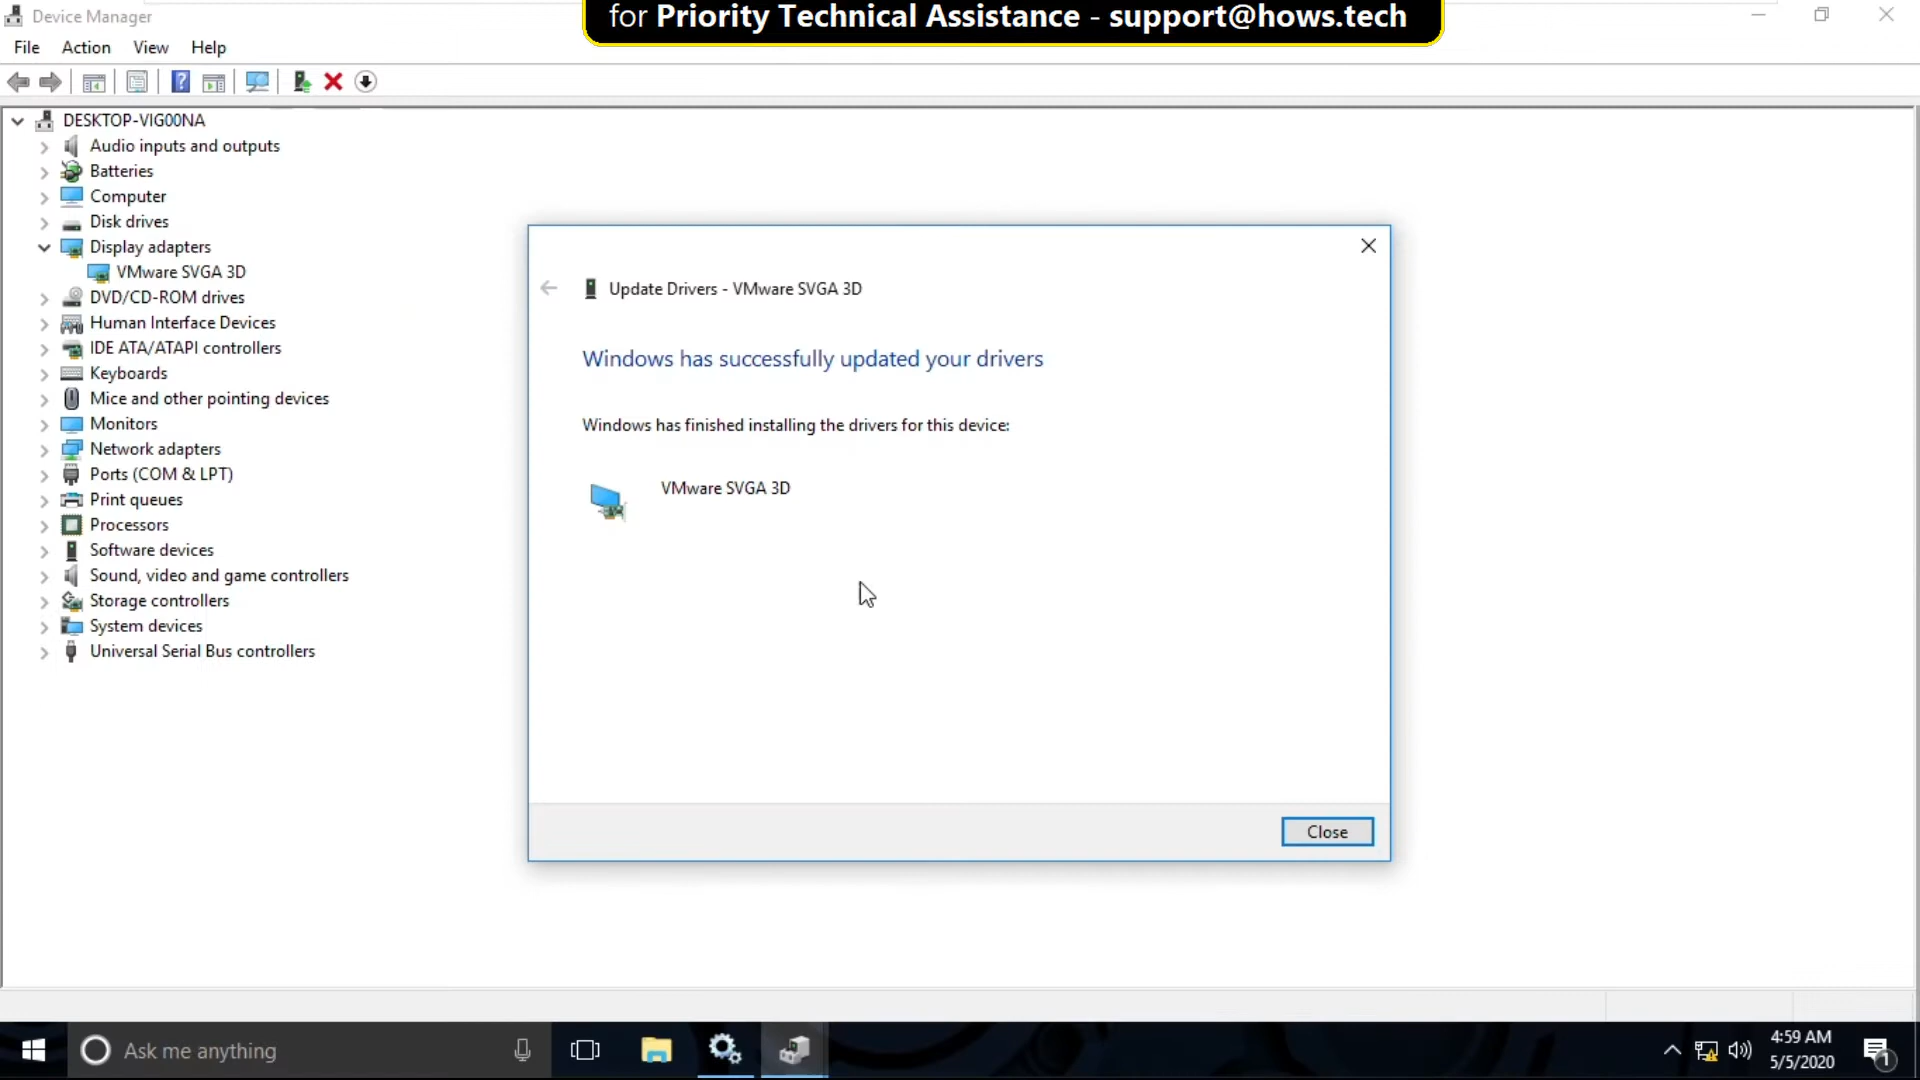 Device Manager
for Priority Technical Assistance - support@hows.tech
File Action View Help
DESKTOP-VIG00NA
Audio inputs and outputs
Batteries
Computer
Disk drives
Display adapters
VMware SVGA 3D
DVD/CD-ROM drives
Human Interface Devices
IDE ATA/ATAPI controllers
Keyboards
Mice and other pointing devices
Monitors
Network adapters
Ports (COM & LPT)
Print queues
Processors
Software devices
Sound, video and game controllers
Storage controllers
System devices
Universal Serial Bus controllers
Update Drivers - VMware SVGA 3D
Windows has successfully updated your drivers
Windows has finished installing the drivers for this device:
VMware SVGA 3D
Close
Ask me anything
4:59 AM
5/5/2020
1